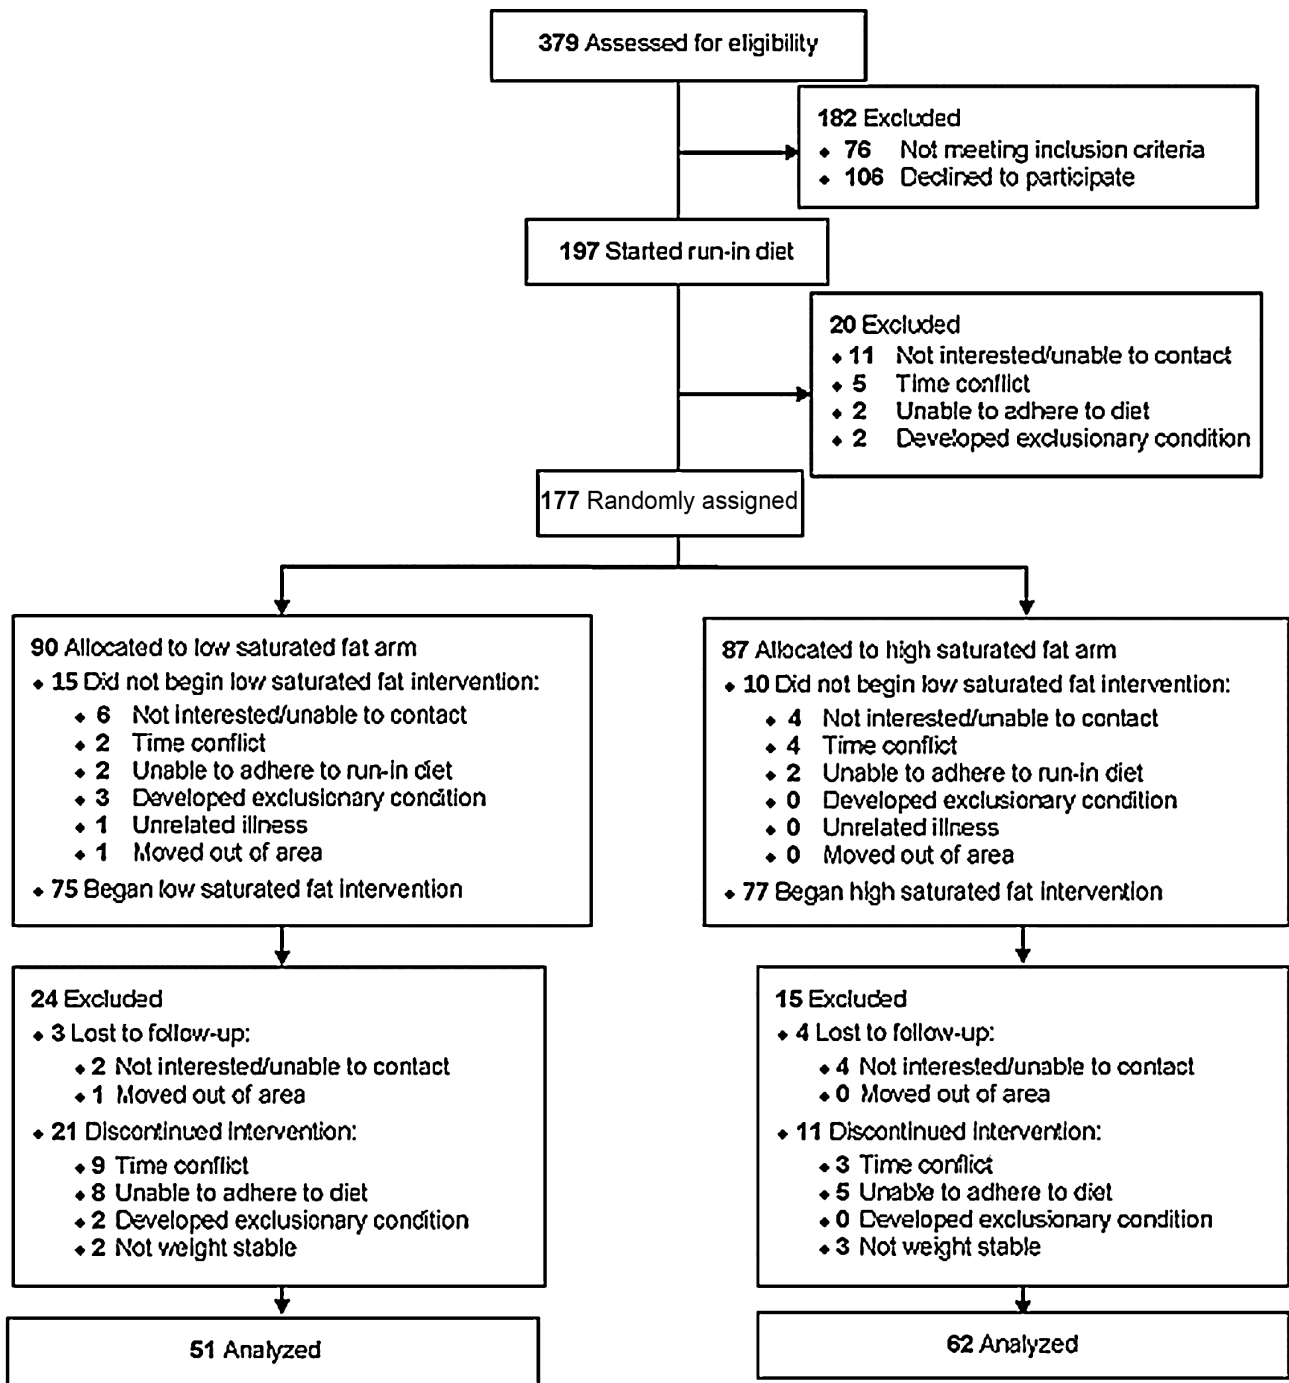 379 Assessed for eligibility
182 Excluded
♦ 76 Not meeting inclusion criteria
♦ 106 Declined to participate
197 Started run-in diet
20 Excluded
♦ 11 Not interested/unable to contact
♦ 5 Time conflict
♦ 2 Unable to adhere to diet
♦ 2 Developed exclusionary condition
177 Randomly assigned
90 Allocated to low saturated fat arm
♦ 15 Did not begin low saturated fat intervention:
♦ 6 Not interested/unable to contact
♦ 2 Time conflict
♦ 2 Unable to adhere to run-in diet
♦ 3 Developed exclusionary condition
♦ 1 Unrelated illness
♦ 1 Moved out of area
♦ 75 Began low saturated fat intervention
87 Allocated to high saturated fat arm
♦ 10 Did not begin low saturated fat intervention:
♦ 4 Not interested/unable to contact
♦ 4 Time conflict
♦ 2 Unable to adhere to run-in diet
♦ 0 Developed exclusionary condition
♦ 0 Unrelated illness
♦ 0 Moved out of area
♦ 77 Began high saturated fat intervention
24 Excluded
♦ 3 Lost to follow-up:
♦ 2 Not interested/unable to contact
♦ 1 Moved out of area
♦ 21 Discontinued intervention:
♦ 9 Time conflict
♦ 8 Unable to adhere to diet
♦ 2 Developed exclusionary condition
♦ 2 Not weight stable
15 Excluded
♦ 4 Lost to follow-up:
♦ 4 Not interested/unable to contact
♦ 0 Moved out of area
♦ 11 Discontinued intervention:
♦ 3 Time conflict
♦ 5 Unable to adhere to diet
♦ 0 Developed exclusionary condition
♦ 3 Not weight stable
51 Analyzed
62 Analyzed